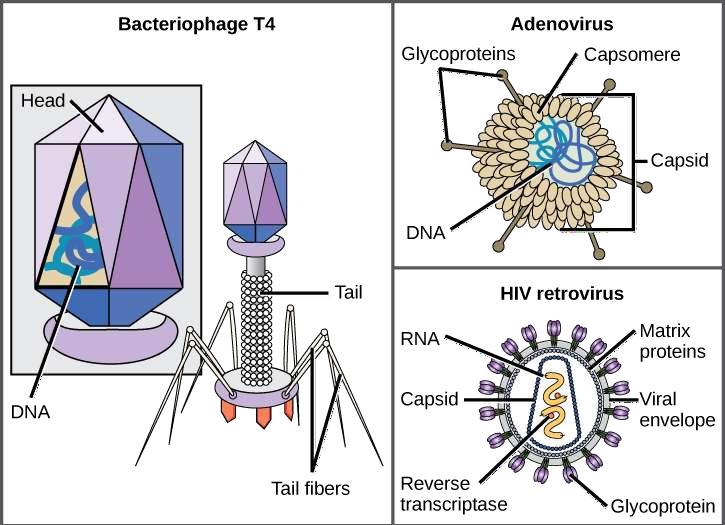 Bacteriophage T4
Head
DNA
Tail
Tail fibers
Adenovirus
Glycoproteins
Capsomere
Capsid
DNA
HIV retrovirus
RNA
Capsid
Reverse
transcriptase
Matrix
proteins
Viral
envelope
Glycoprotein